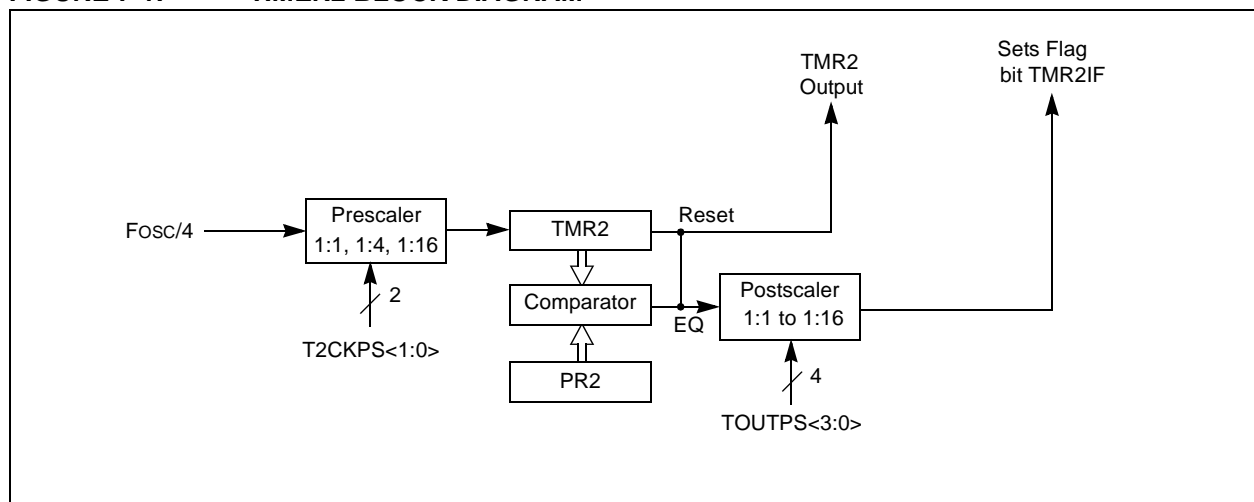 TMR2
Output
Sets Flag
bit TMR2IF
FOSC/4
Prescaler
1:1, 1:4, 1:16
TMR2
Reset
2
Comparator
EQ
Postscaler
1:1 to 1:16
T2CKPS<1:0>
PR2
4
TOUTPS<3:0>